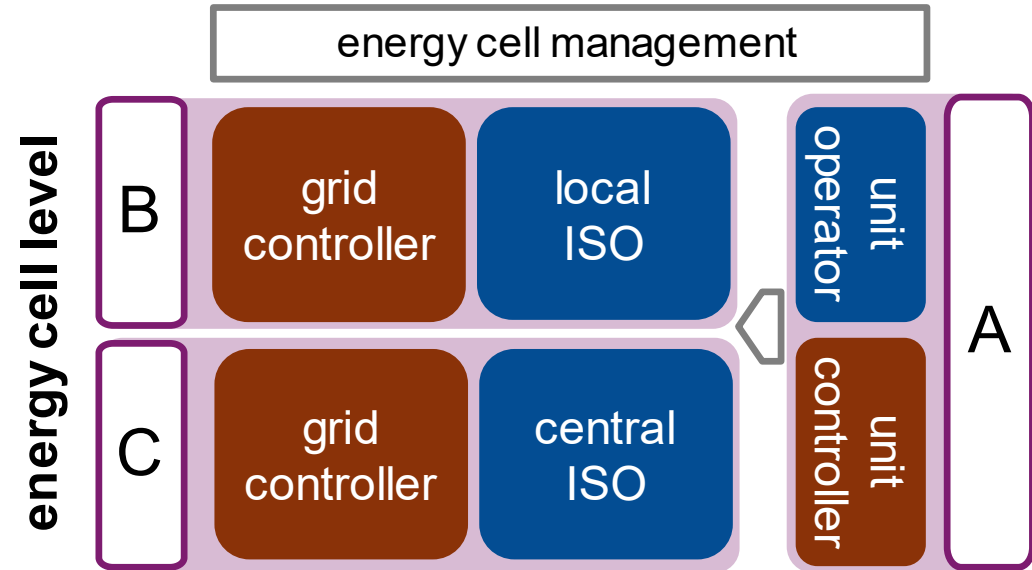 energy cell management
energy cell level
B
grid
controller
local
ISO
unit
operator
A
C
grid
controller
central
ISO
unit
controller